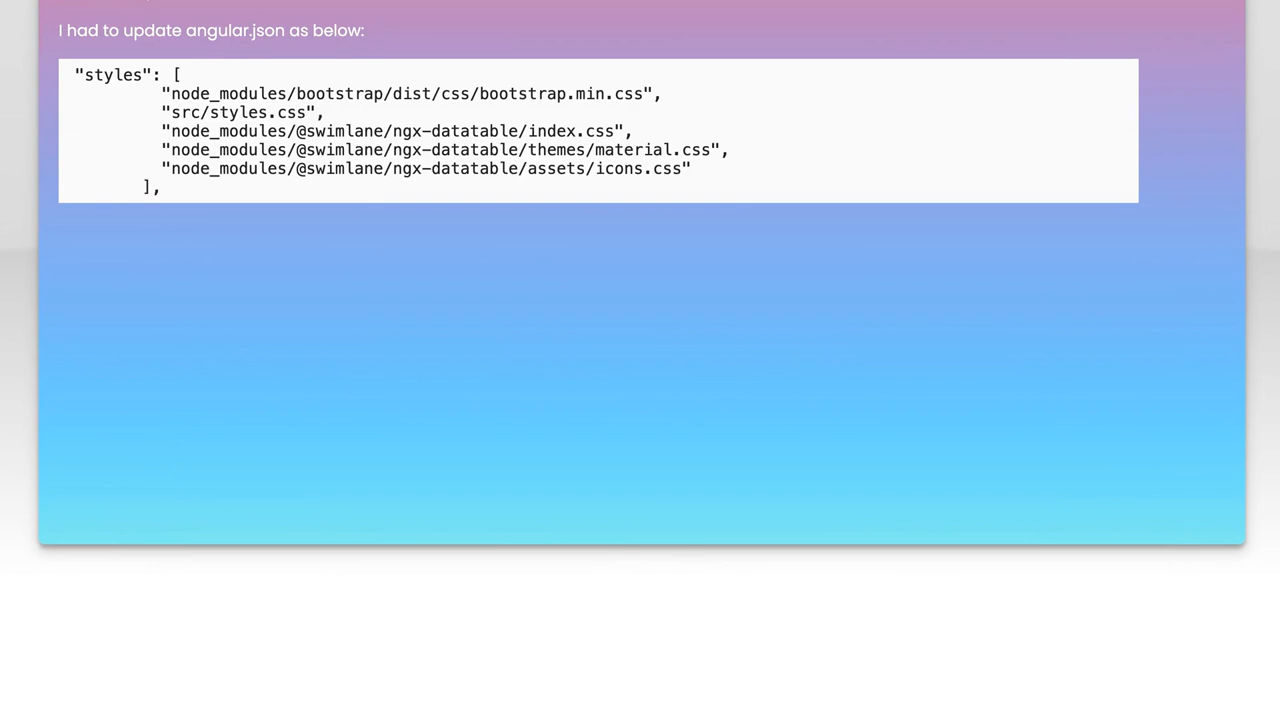 I had to update angular.json as below:
"styles": [
"node_modules/bootstrap/dist/css/bootstrap.min.css",
"src/styles.css",
"node_modules/@swimlane/ngx-datatable/index.css",
"node_modules/@swimlane/ngx-datatable/themes/material.css",
"node_modules/@swimlane/ngx-datatable/assets/icons.css"
],